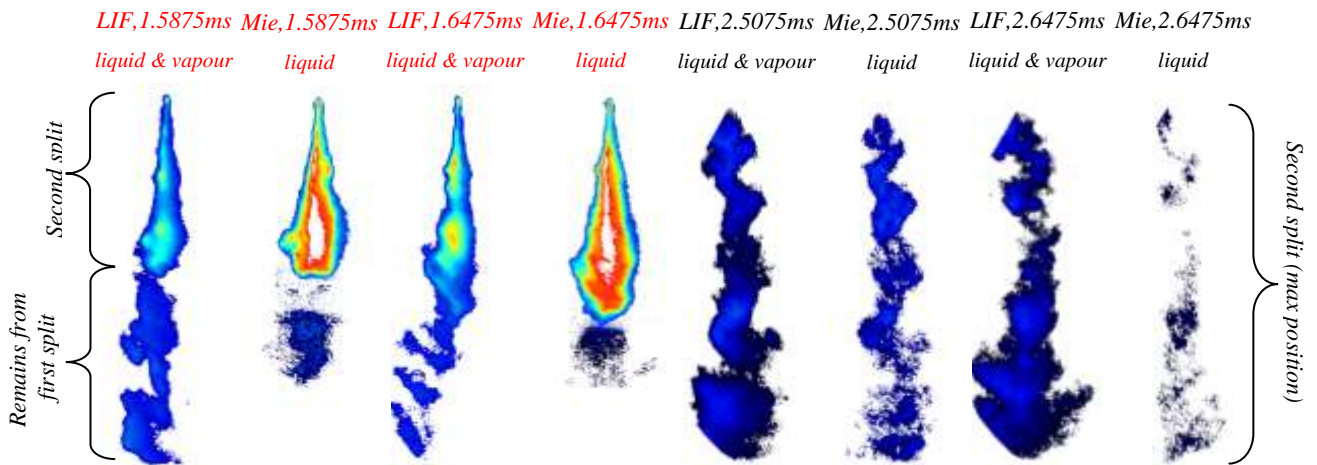 LIF,1.5875ms Mie,1.5875ms LIF,1.6475ms Mie,1.6475ms LIF,2.5075ms Mie,2.5075ms LIF,2.6475ms Mie,2.6475ms
liquid & vapour liquid liquid & vapour liquid liquid & vapour liquid liquid & vapour liquid
Second split
Remains from
first split
Second split (max position)